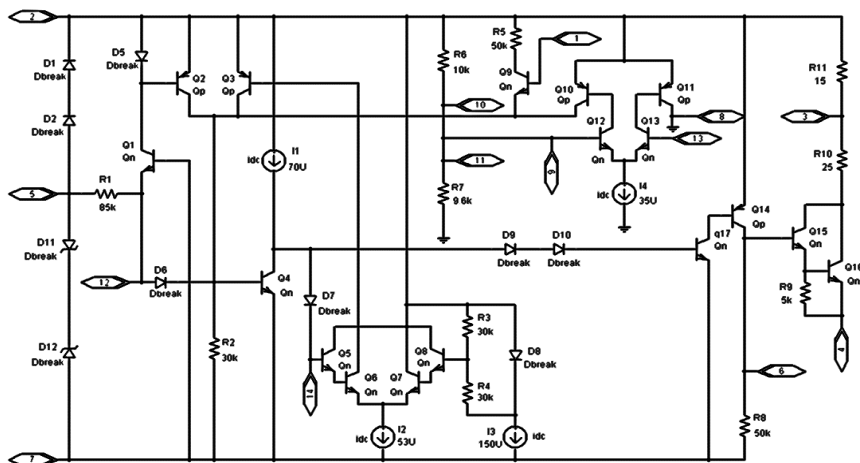 2
D1
Dbreak
D2
Dbreak
D5
Dbreak
Q2
Qp
Q3
Qp
Q1
Qn
5
R1
85k
D11
Dbreak
12
D6
Dbreak
Q4
Qn
D12
Dbreak
R2
30k
7
I1
idc
70U
D7
Dbreak
Q5
Qn
14
Q6
Qn
Q7
Qn
Q8
Qn
R3
30k
R4
30k
D8
Dbreak
I2
idc
53U
I3
idc
150U
R6
10k
10
11
R7
9.6k
R5
50k
Q9
Qn
1
9
Q10
Qp
Q11
Qp
Q12
Qn
Q13
Qn
8
13
I4
idc
35U
D9
Dbreak
D10
Dbreak
q17
Qn
Q14
Qp
Q15
Qn
Q16
Qn
R9
5k
4
6
R8
50k
R11
15
3
R10
25